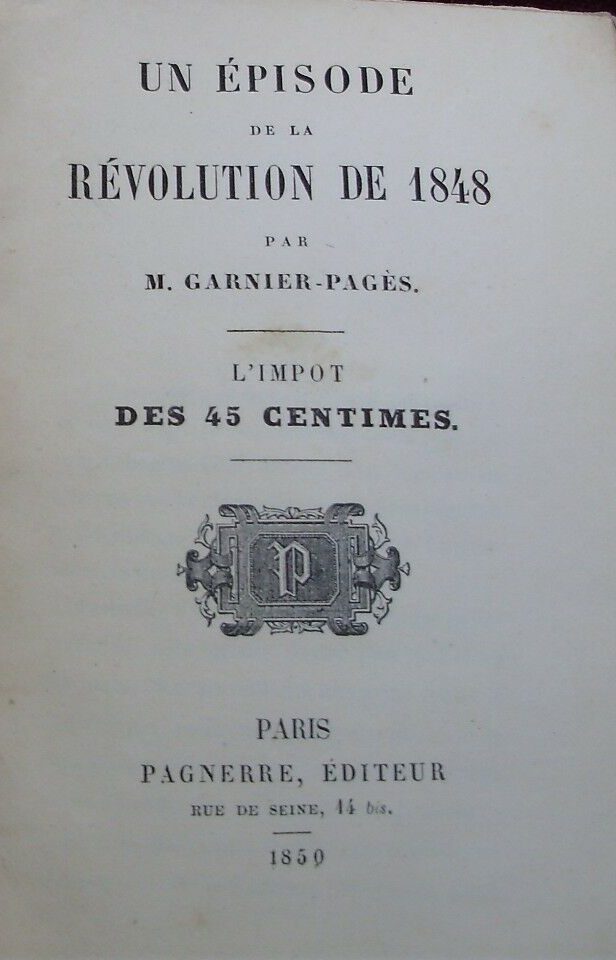 UN ÉPISODE
DE LA
RÉVOLUTION DE 1848
PAR
M. GARNIER-PAGÈS.
L'IMPOT
DES 45 CENTIMES.
P
PARIS
PAGNERRE, ÉDITEUR
RUE DE SEINE, 14 bis.
1850